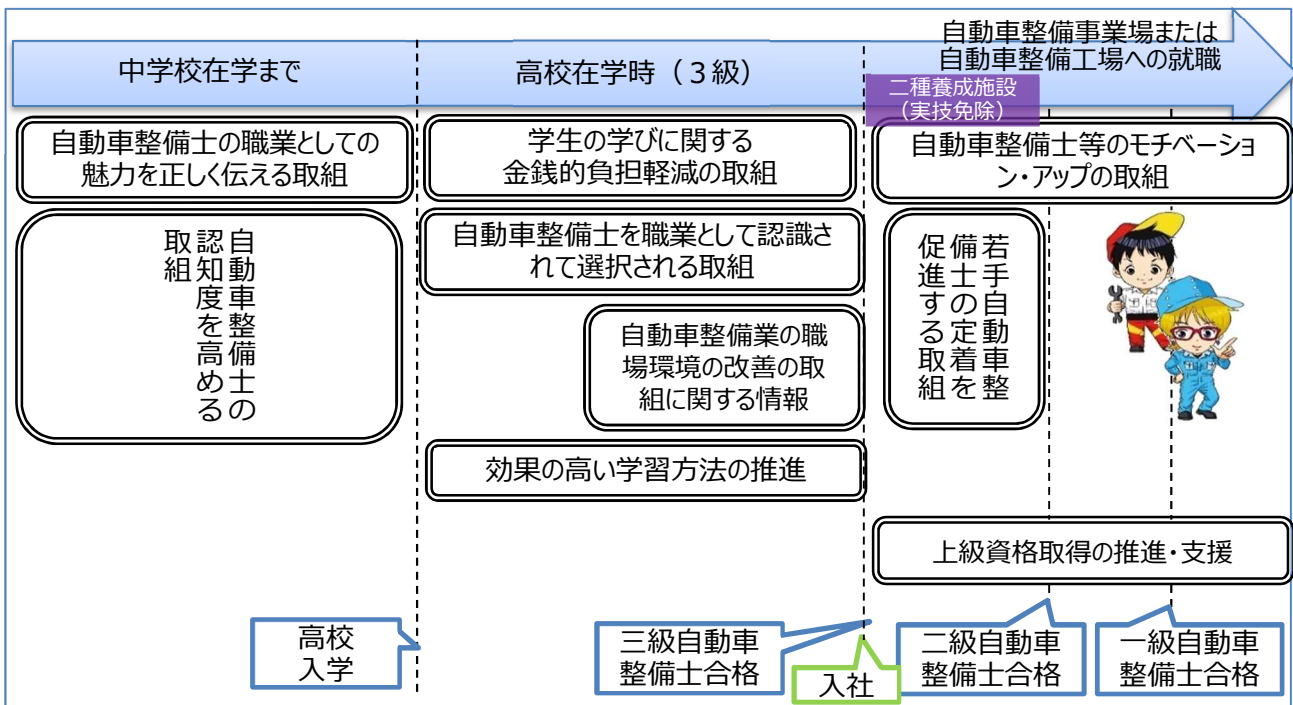 中学校在学まで
高校在学時（３級）
自動車整備事業場または
自動車整備工場への就職
二種養成施設
（実技免除）
自動車整備士の職業としての
魅力を正しく伝える取組
自動車整備士の
認知度を高める
取組
学生の学びに関する
金銭的負担軽減の取組
自動車整備士を職業として認識さ
れて選択される取組
自動車整備業の職
場環境の改善の取
組に関する情報
効果の高い学習方法の推進
自動車整備士等のモチベーショ
ン・アップの取組
若手自動車整
備士の定着を
促進する取組
上級資格取得の推進・支援
高校
入学
三級自動車
整備士合格
入社
二級自動車
整備士合格
一級自動車
整備士合格